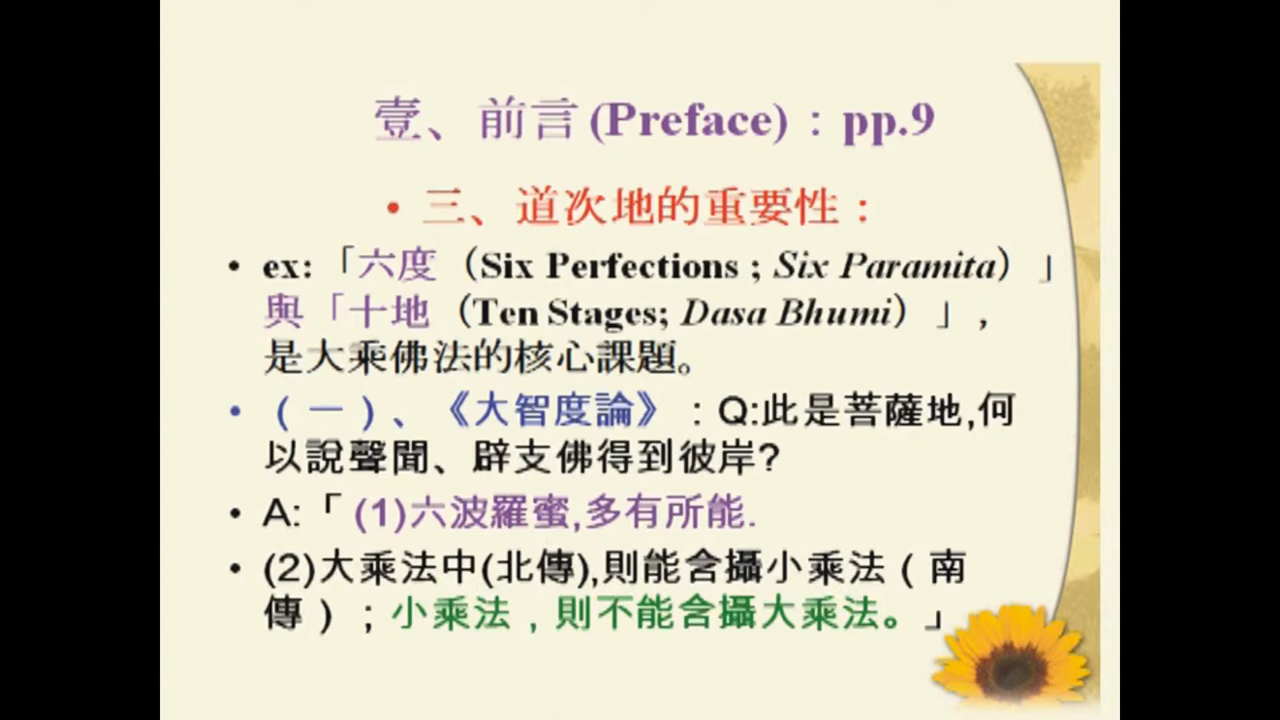 壹、前言(Preface)：pp.9
• 三、道次地的重要性：
• ex:「六度（Six Perfections ; Six Paramita）」
與「十地（Ten Stages; Dasa Bhumi）」，
是大乘佛法的核心課題。
• （一）、《大智度論》：Q:此是菩薩地,何
以說聲聞、辟支佛得到彼岸?
• A:「(1)六波羅蜜,多有所能.
• (2)大乘法中(北傳),則能含攝小乘法（南
傳）；小乘法，則不能含攝大乘法。」